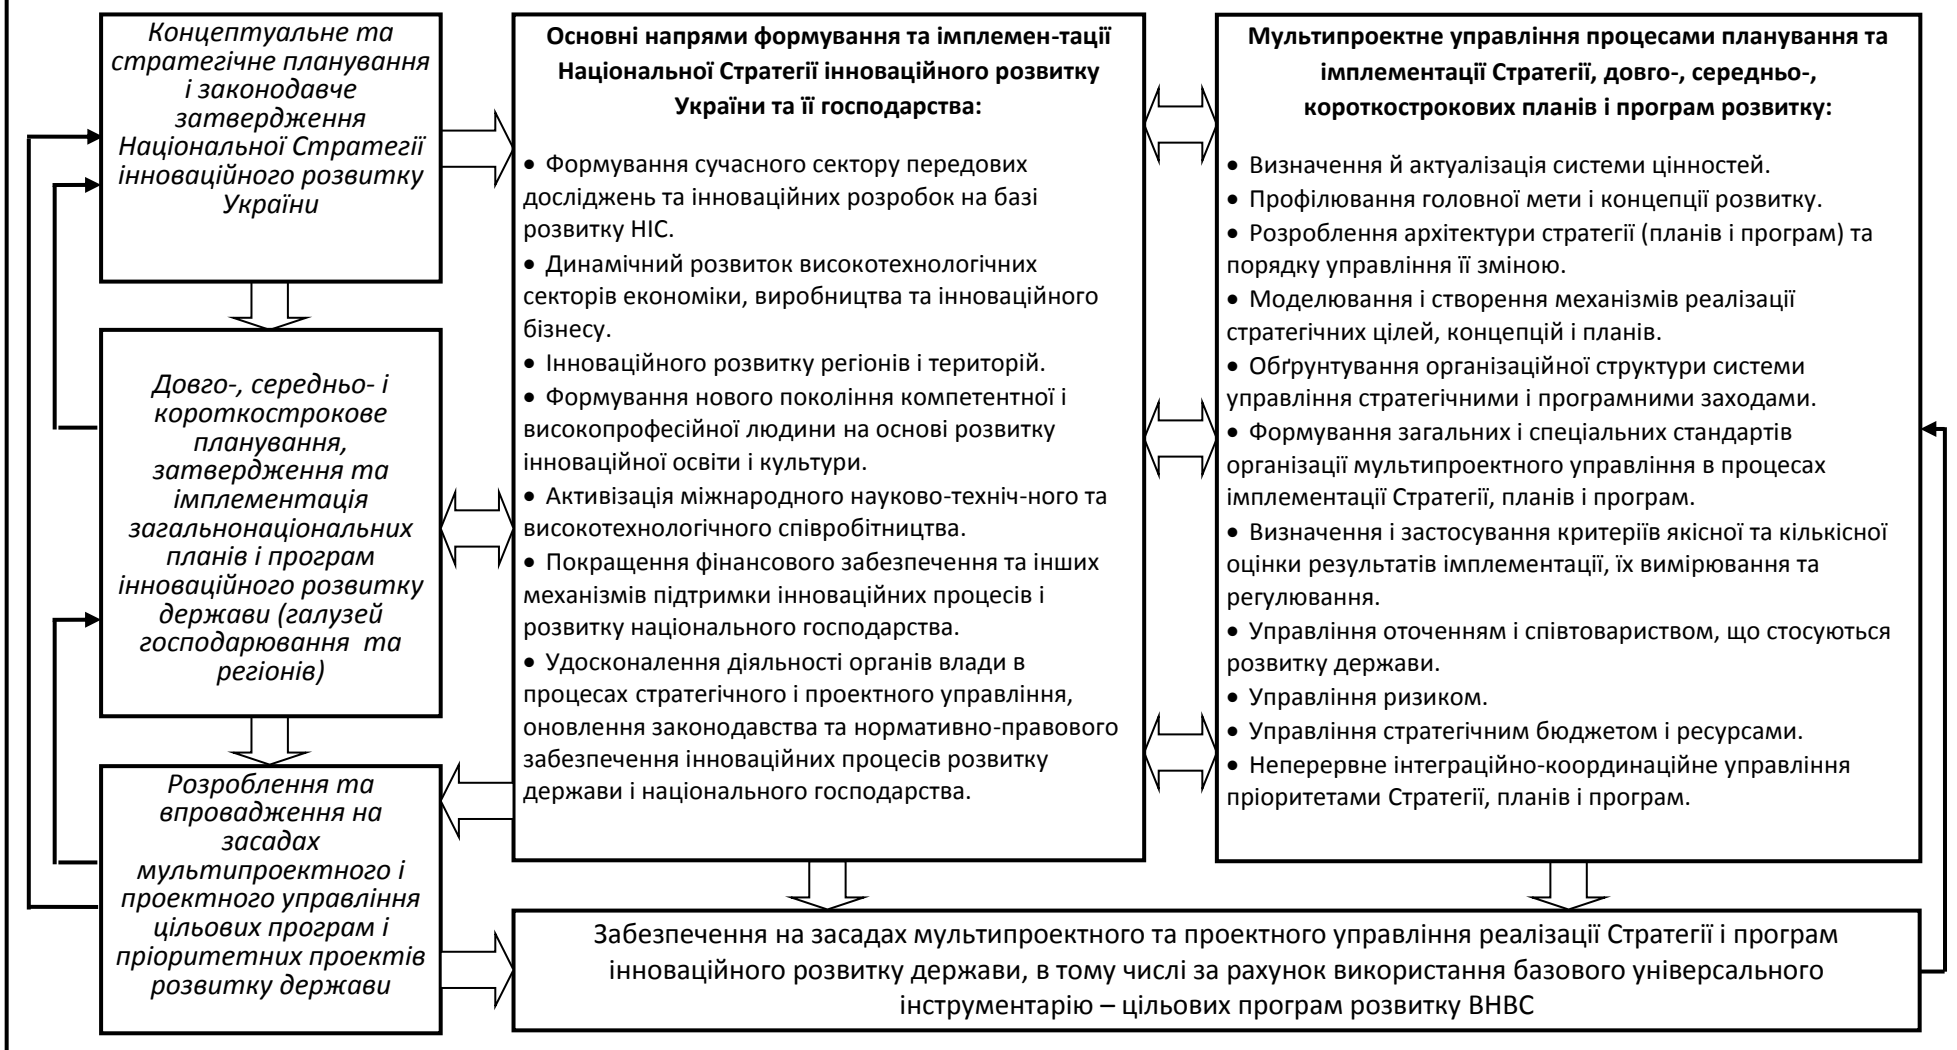 Концептуальне та
стратегічне планування
і законодавче
затвердження
Національної Стратегії
інноваційного розвитку
України
Довго-, середньо- і
короткострокове
планування,
затвердження та
імплементація
загальнонаціональних
планів і програм
інноваційного розвитку
держави (галузей
господарювання та
регіонів)
Розроблення та
впровадження на
засадах
мультипроектного і
проектного управління
цільових програм і
пріоритетних проектів
розвитку держави
Основні напрями формування та імплемен-тації
Національної Стратегії інноваційного розвитку
України та її господарства:
• Формування сучасного сектору передових
досліджень та інноваційних розробок на базі
розвитку НІС.
• Динамічний розвиток високотехнологічних
секторів економіки, виробництва та інноваційного
бізнесу.
• Інноваційного розвитку регіонів і територій.
• Формування нового покоління компетентної і
високопрофесійної людини на основі розвитку
інноваційної освіти і культури.
• Активізація міжнародного науково-техніч-ного та
високотехнологічного співробітництва.
• Покращення фінансового забезпечення та інших
механізмів підтримки інноваційних процесів і
розвитку національного господарства.
• Удосконалення діяльності органів влади в
процесах стратегічного і проектного управління,
оновлення законодавства та нормативно-правового
забезпечення інноваційних процесів розвитку
держави і національного господарства.
Мультипроектне управління процесами планування та
імплементації Стратегії, довго-, середньо-,
короткострокових планів і програм розвитку:
• Визначення й актуалізація системи цінностей.
• Профілювання головної мети і концепції розвитку.
• Розроблення архітектури стратегії (планів і програм) та
порядку управління її зміною.
• Моделювання і створення механізмів реалізації
стратегічних цілей, концепцій і планів.
• Обґрунтування організаційної структури системи
управління стратегічними і програмними заходами.
• Формування загальних і спеціальних стандартів
організації мультипроектного управління в процесах
імплементації Стратегії, планів і програм.
• Визначення і застосування критеріїв якісної та кількісної
оцінки результатів імплементації, їх вимірювання та
регулювання.
• Управління оточенням і співтовариством, що стосуються
розвитку держави.
• Управління ризиком.
• Управління стратегічним бюджетом і ресурсами.
• Неперервне інтеграційно-координаційне управління
пріоритетами Стратегії, планів і програм.
Забезпечення на засадах мультипроектного та проектного управління реалізації Стратегії і програм
інноваційного розвитку держави, в тому числі за рахунок використання базового універсального
інструментарію – цільових програм розвитку ВНВС